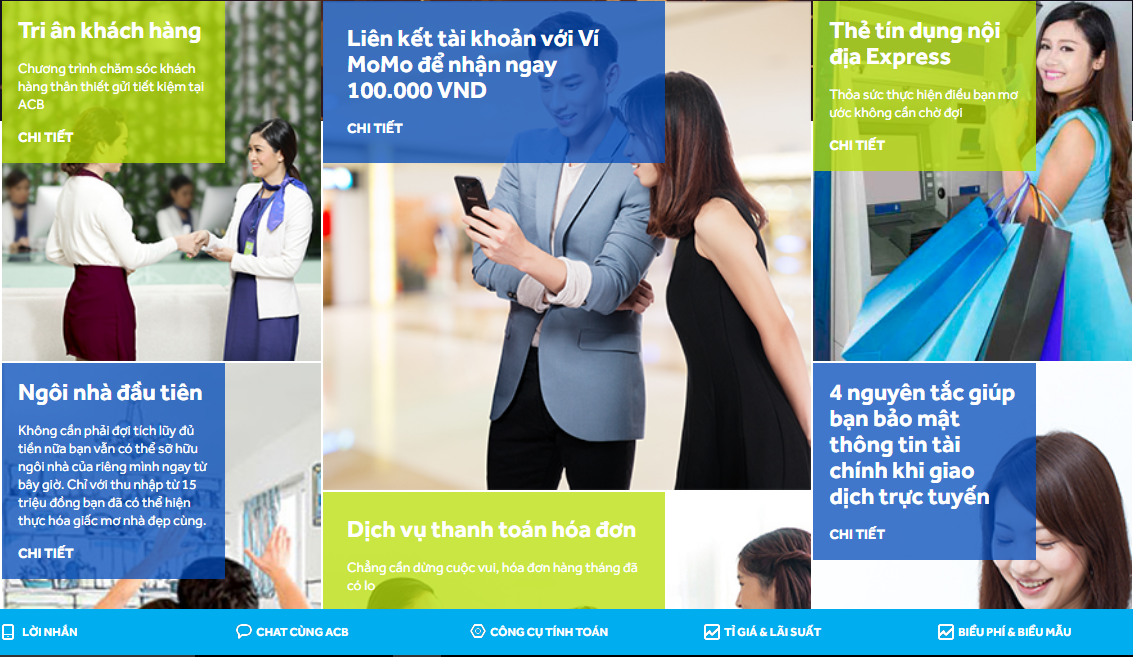 Tri ân khách hàng
Chương trình chăm sóc khách
hàng thân thiết gửi tiết kiệm tại
ACB
CHI TIẾT
Liên kết tài khoản với Ví
MoMo để nhận ngay
100.000 VND
CHI TIẾT
Thẻ tín dụng nội
địa Express
Thỏa sức thực hiện điều bạn mơ
ước không cần chờ đợi
CHI TIẾT
Ngôi nhà đầu tiên
Không cần phải đợi tích lũy đủ
tiền nữa bạn vẫn có thể sỡ hữu
ngôi nhà của riêng mình ngay từ
bây giờ. Chỉ với thu nhập từ 15
triệu đồng bạn đã có thể hiện
thực hóa giấc mơ nhà đẹp cùng.
CHI TIẾT
Dịch vụ thanh toán hóa đơn
Chẳng cần dừng cuộc vui, hóa đơn hàng tháng đã
có lo
4 nguyên tắc giúp
bạn bảo mật
thông tin tài
chính khi giao
dịch trực tuyến
CHI TIẾT
LỜI NHẮN
CHAT CÙNG ACB
CÔNG CỤ TÍNH TOÁN
TỈ GIÁ & LÃI SUẤT
BIỂU PHÍ & BIỂU MẪU